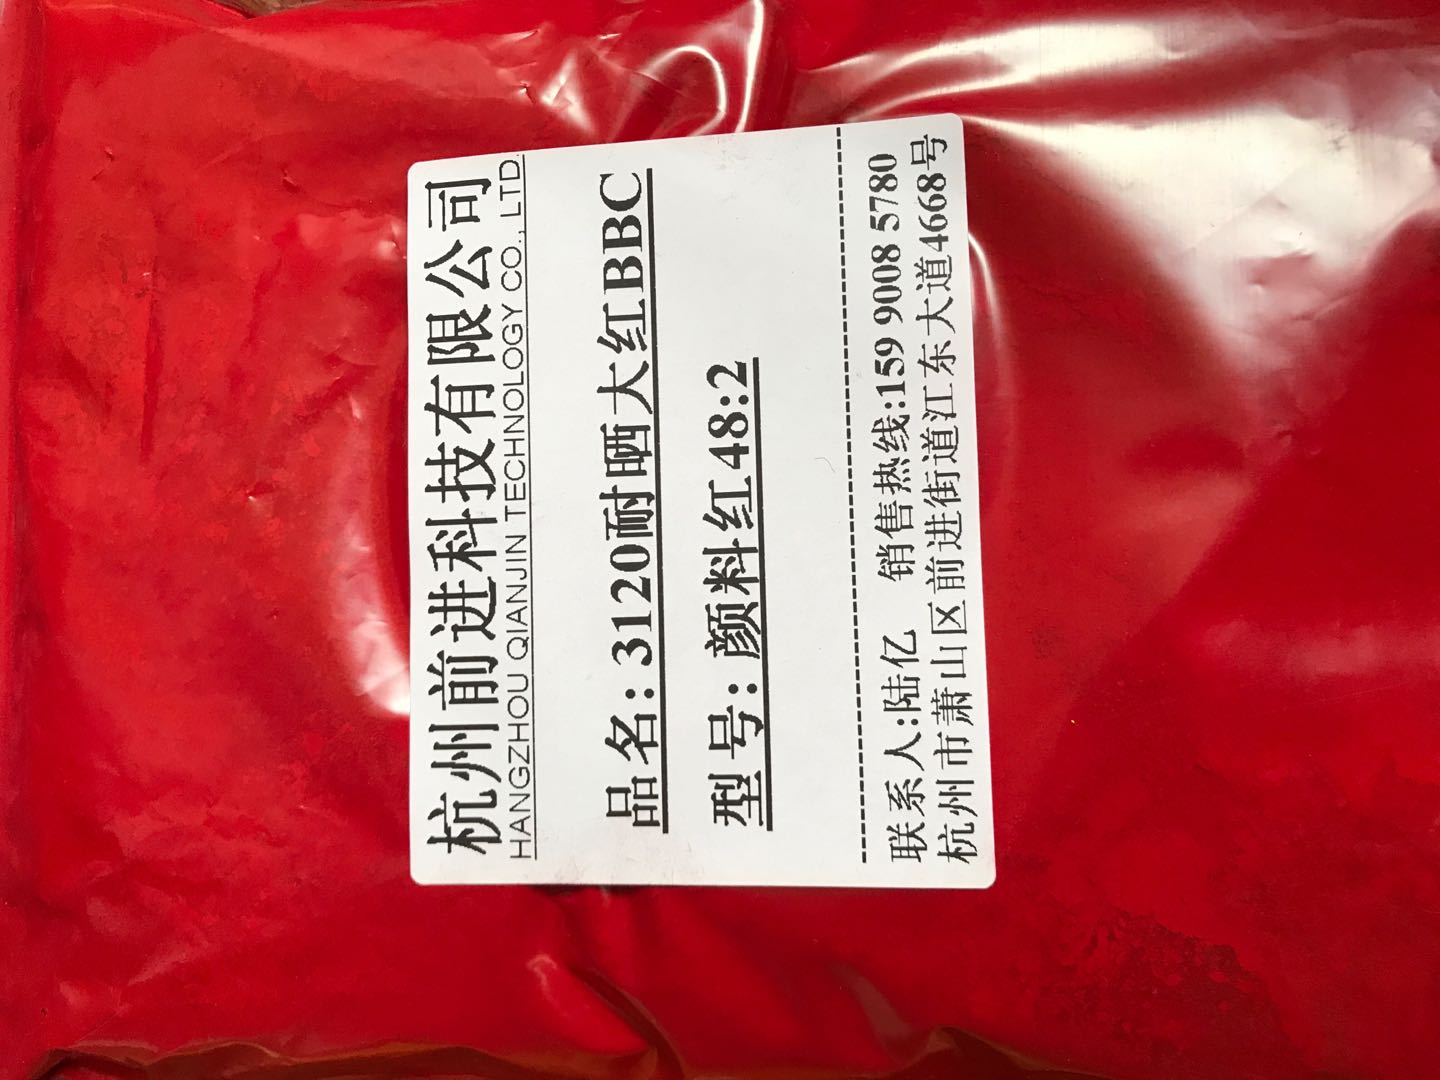 杭州前进科技有限公司
HANGZHOU QIANJIN TECHNOLOGY CO., LTD.
品名: 3120耐晒大红BBC
型号: 颜料红48:2
联系人:陆亿 销售热线:159 9008 5780
杭州市萧山区前进街道江东大道4668号